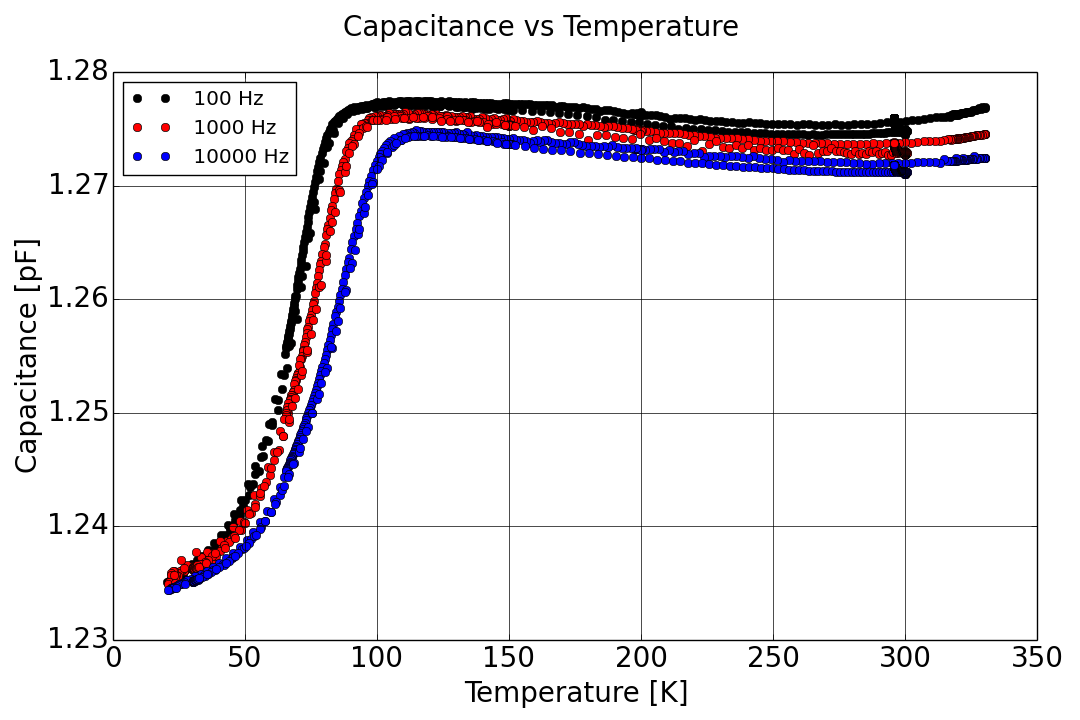 Capacitance vs Temperature
100 Hz
1000 Hz
10000 Hz
1.28
1.27
1.26
1.25
1.24
1.23
Capacitance [pF]
0 50 100 150 200 250 300 350
Temperature [K]